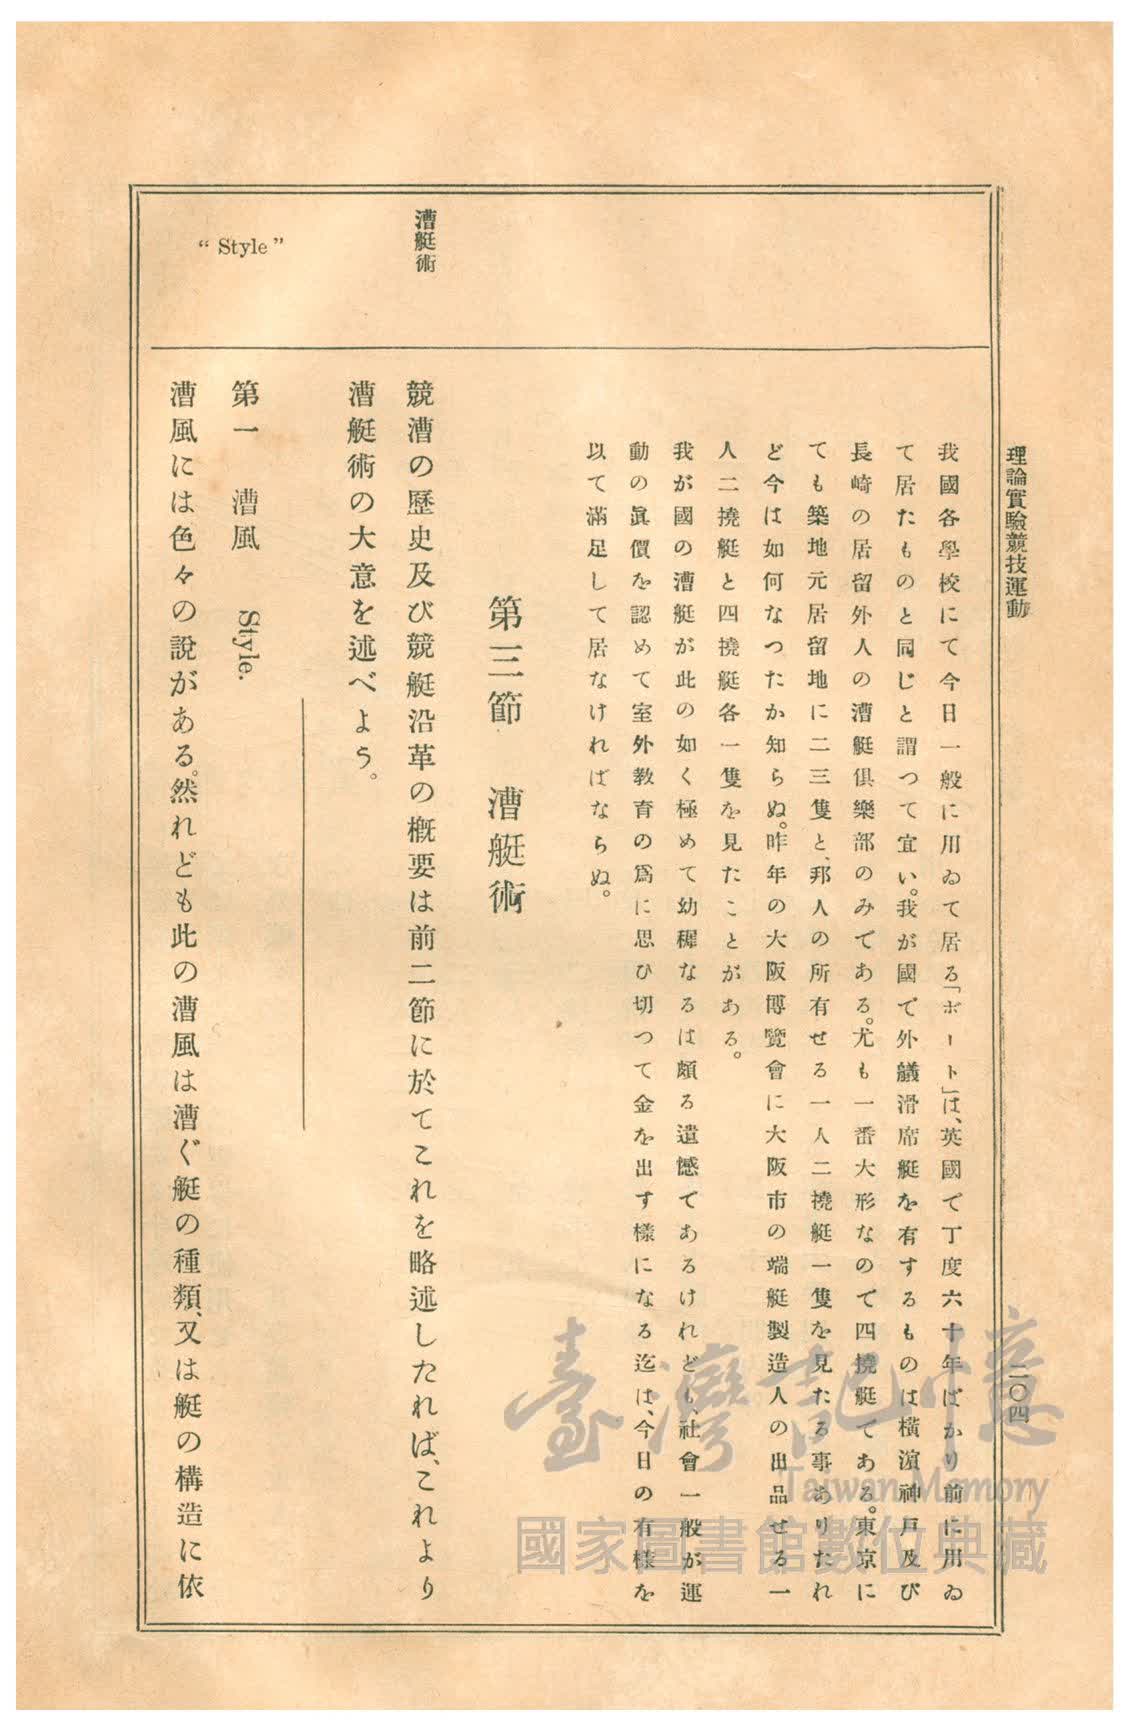 理論實驗競技運動
二〇四
我國各學校にて今日一般に用ゐて居る「ボート」は、英國で丁度六十年ばかり前に用ゐ
て居たものと同じと謂つて宜い。我が國で外艤滑席艇を有するものは橫濵神戶及び
長崎の居留外人の漕艇俱樂部のみである。尤も一番大形なので四撓艇である。東京に
ても築地元居留地に二三隻と、邦人の所有せる一人二撓艇一隻を見たる事ありたれ
ど今は如何なつたか知らぬ。昨年の大阪博覽會に大阪市の端艇製造人の出品せる一
人二撓艇と四撓艇各一隻を見たことがある。
我が國の漕艇が此の如く極めて幼穉なるは頗る遺憾であるけれども、社會一般が運
動の眞價を認めて室外敎育の爲に思ひ切つて金を出す樣になる迄は、今日の有樣を
以て滿足して居なければならぬ。
第三節 漕艇術
漕艇術
競漕の歷史及び競艇沿革の槪要は前二節に於てこれを略述したれば、これより
漕艇術の大意を述べよう。
第一 漕風 Style.
“Style”
漕風には色々の說がある。然れども此の漕風は漕ぐ艇の種類、又は艇の構造に依
臺灣記憶
Taiwan Memory
國家圖書館數位典藏